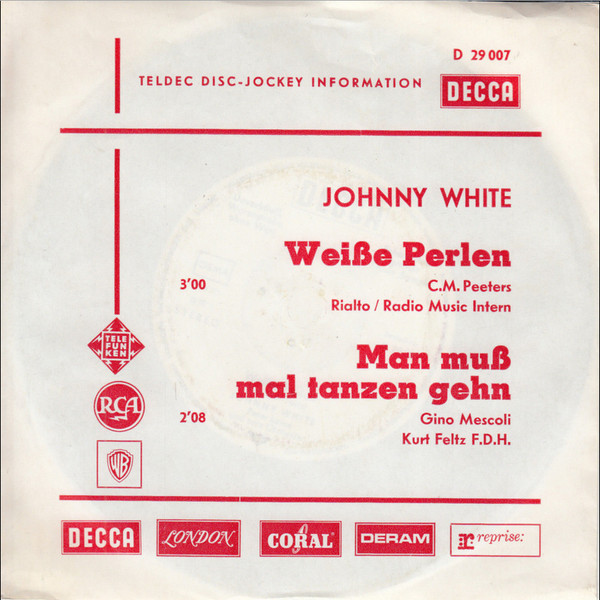 D 29 007
TELDEC DISC-JOCKEY INFORMATION
DECCA
JOHNNY WHITE
Weiße Perlen
3'00
C.M. Peeters
Rialto / Radio Music Intern
TELE
FUN
KEN
Man muß
mal tanzen gehn
RCA
2'08
Gino Mescoli
Kurt Feltz F.D.H.
WB
DECCA
LONDON
CORAL
DERAM
r: reprise: